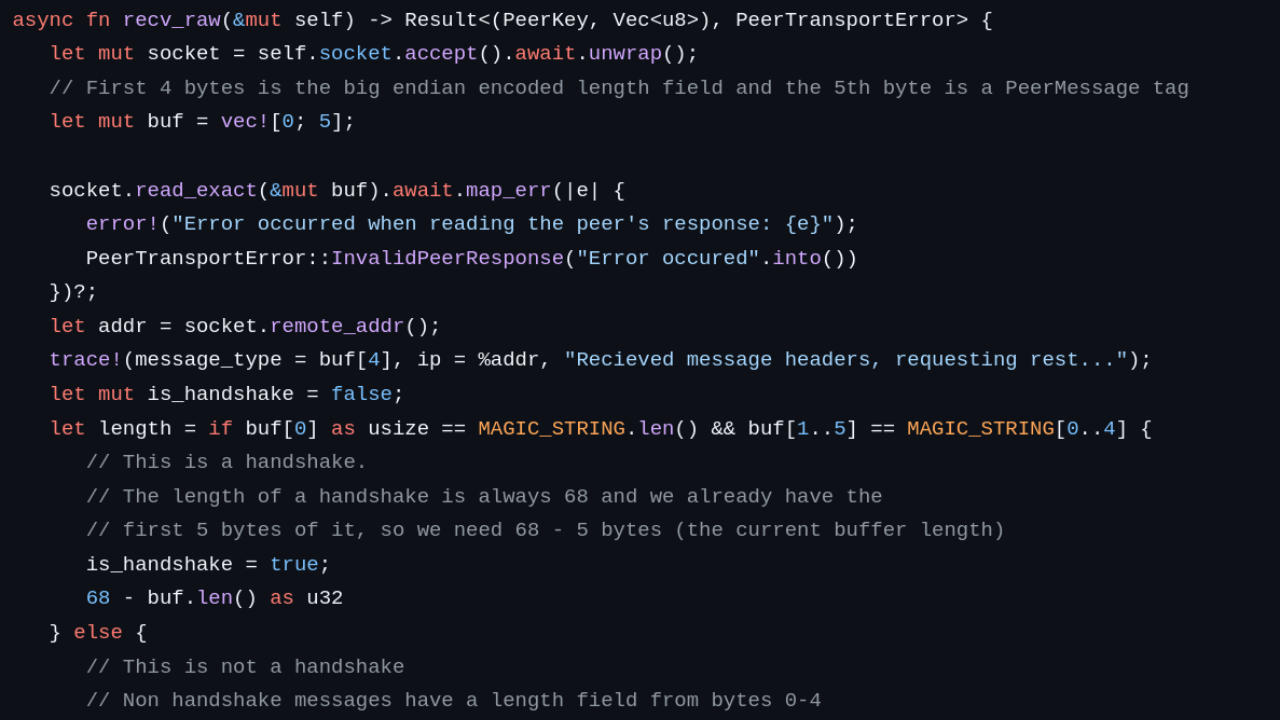 async fn recv_raw(&mut self) -> Result<(PeerKey, Vec<u8>), PeerTransportError> {
let mut socket = self.socket.accept().await.unwrap();
// First 4 bytes is the big endian encoded length field and the 5th byte is a PeerMessage tag
let mut buf = vec![0; 5];
socket.read_exact(&mut buf).await.map_err(|e| {
error!("Error occurred when reading the peer's response: {e}");
PeerTransportError::InvalidPeerResponse("Error occured".into())
})?;
let addr = socket.remote_addr();
trace!(message_type = buf[4], ip = %addr, "Recieved message headers, requesting rest...");
let mut is_handshake = false;
let length = if buf[0] as usize == MAGIC_STRING.len() && buf[1..5] == MAGIC_STRING[0..4] {
// This is a handshake.
// The length of a handshake is always 68 and we already have the
// first 5 bytes of it, so we need 68 - 5 bytes (the current buffer length)
is_handshake = true;
68 - buf.len() as u32
} else {
// This is not a handshake
// Non handshake messages have a length field from bytes 0-4